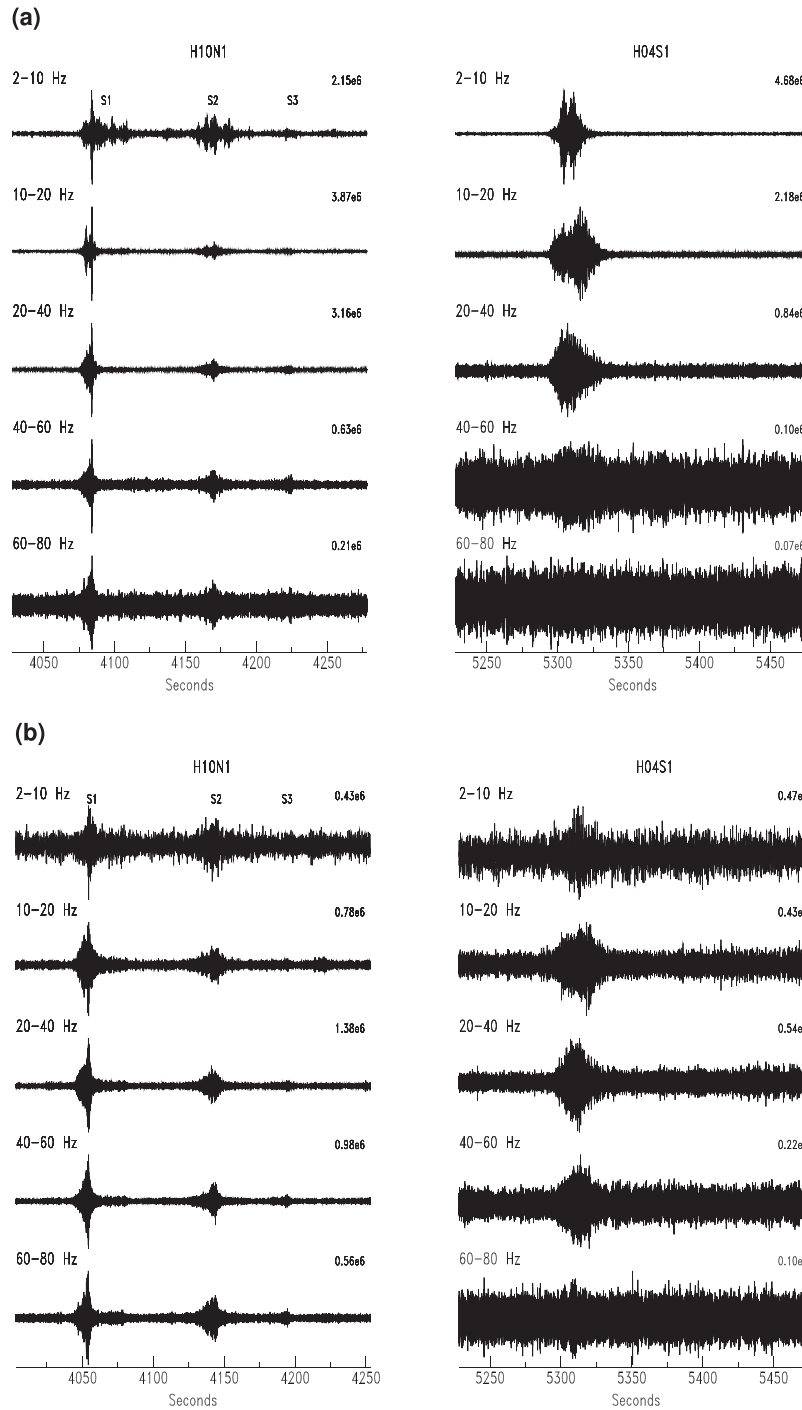 (a)
H10N1
2–10 Hz 2.15e6
S1 S2 S3
10–20 Hz 3.87e6
20–40 Hz 3.16e6
40–60 Hz 0.63e6
60–80 Hz 0.21e6
4050 4100 4150 4200 4250
Seconds
H04S1
2–10 Hz 4.68e6
10–20 Hz 2.18e6
20–40 Hz 0.84e6
40–60 Hz 0.10e6
60–80 Hz 0.07e6
5250 5300 5350 5400 5450
Seconds
(b)
H10N1
2–10 Hz S1 S2 S3 0.43e6
10–20 Hz 0.78e6
20–40 Hz 1.38e6
40–60 Hz 0.98e6
60–80 Hz 0.56e6
4050 4100 4150 4200 4250
Seconds
H04S1
2–10 Hz 0.47e
10–20 Hz 0.43e
20–40 Hz 0.54e
40–60 Hz 0.22e
60–80 Hz 0.10e
5250 5300 5350 5400 5450
Seconds